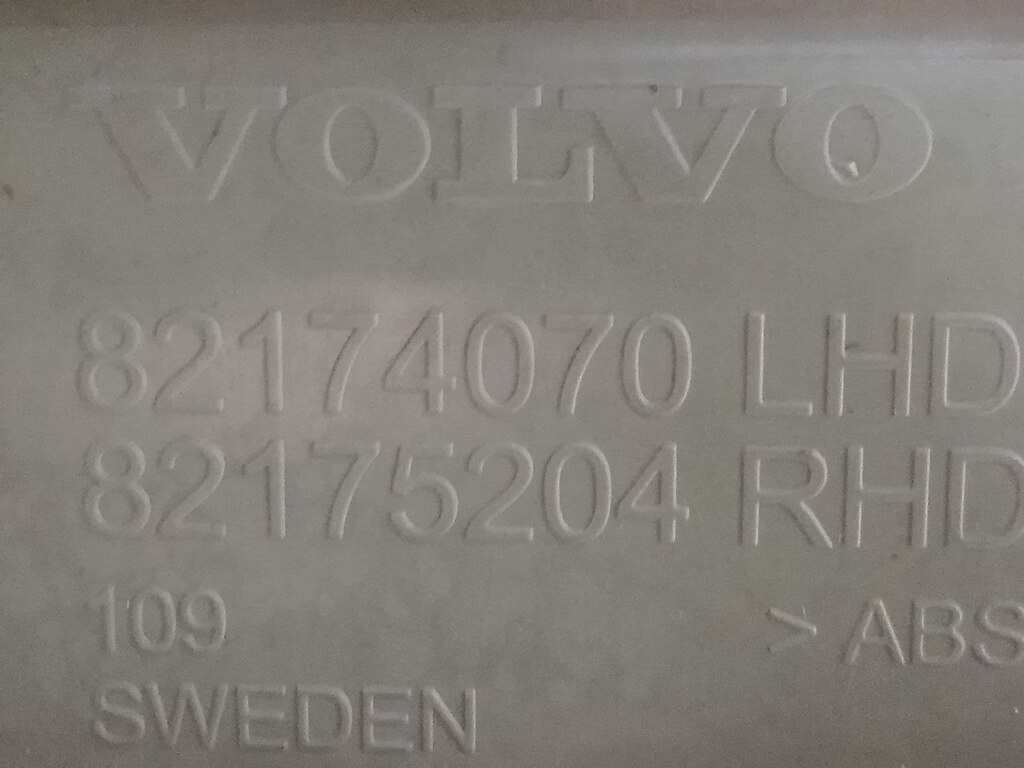 VOLVO
82174070 LHD
82175204 RHD
109 > ABS
SWEDEN